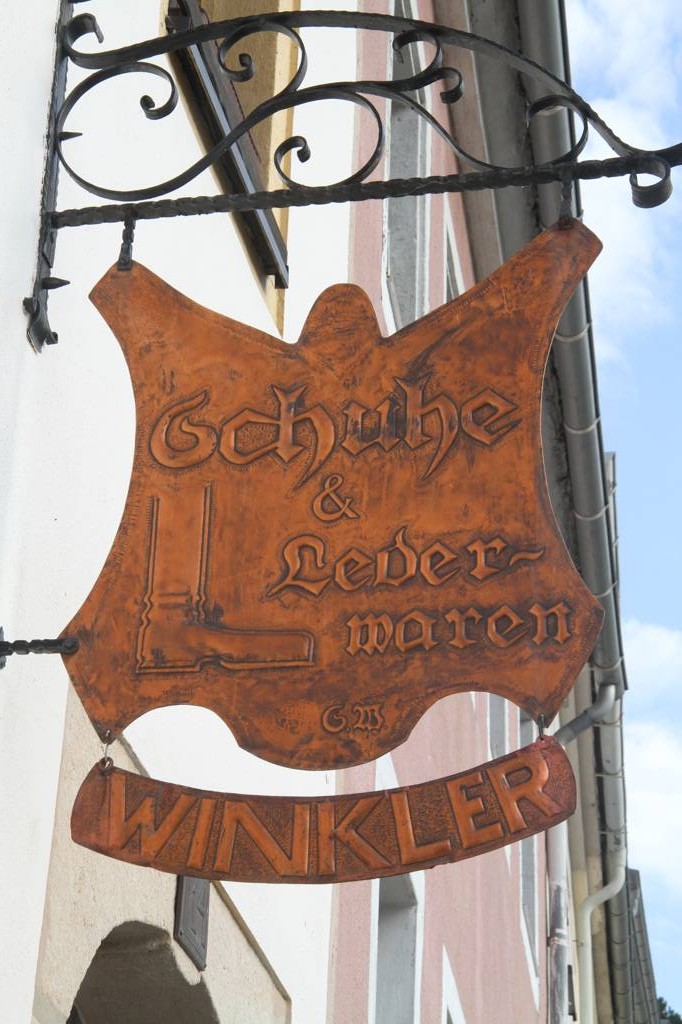 Schuhe
&
Leder-
waren
G.W
WINKLER